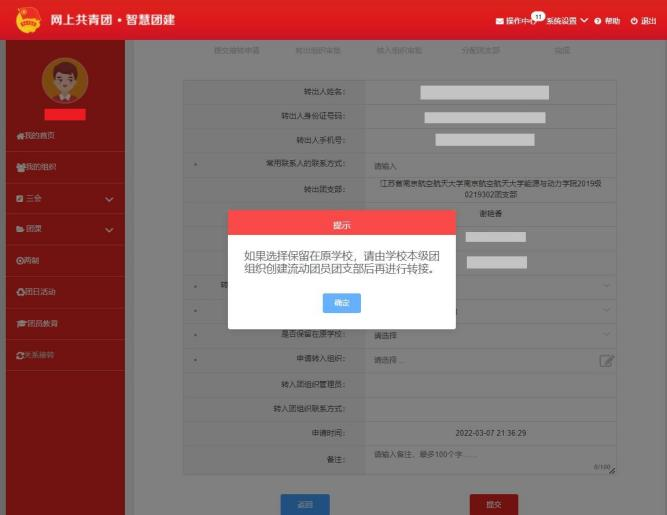 网上共青团·智慧团建
操作中心 11 系统设置 帮助 退出
提交接转申请 转出组织审批 转入组织审批 分配团支部 完成
我的首页
我的组织
三会
团课
两制
团日活动
团员教育
关系接转
转出人姓名：
转出人身份证号码：
转出人手机号：
* 常用联系人的联系方式： 请输入
转出团支部： 江苏省南京航空航天大学南京航空航天大学能源与动力学院2019级
0219302团支部
提示
如果选择保留在原学校，请由学校本级团
组织创建流动团员团支部后再进行转接。
确定
* 是否保留在原学校： 请选择
* 申请转入组织： 请选择 ...
转入团组织管理员：
转入团组织联系方式：
申请时间： 2022-03-07 21:36:29
备注： 请输入备注，最多100个字......
0/100
返回 提交